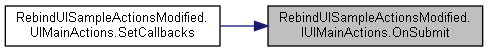 RebindUISampleActionsModified.
UIMainActions.SetCallbacks
RebindUISampleActionsModified.
IUIMainActions.OnSubmit